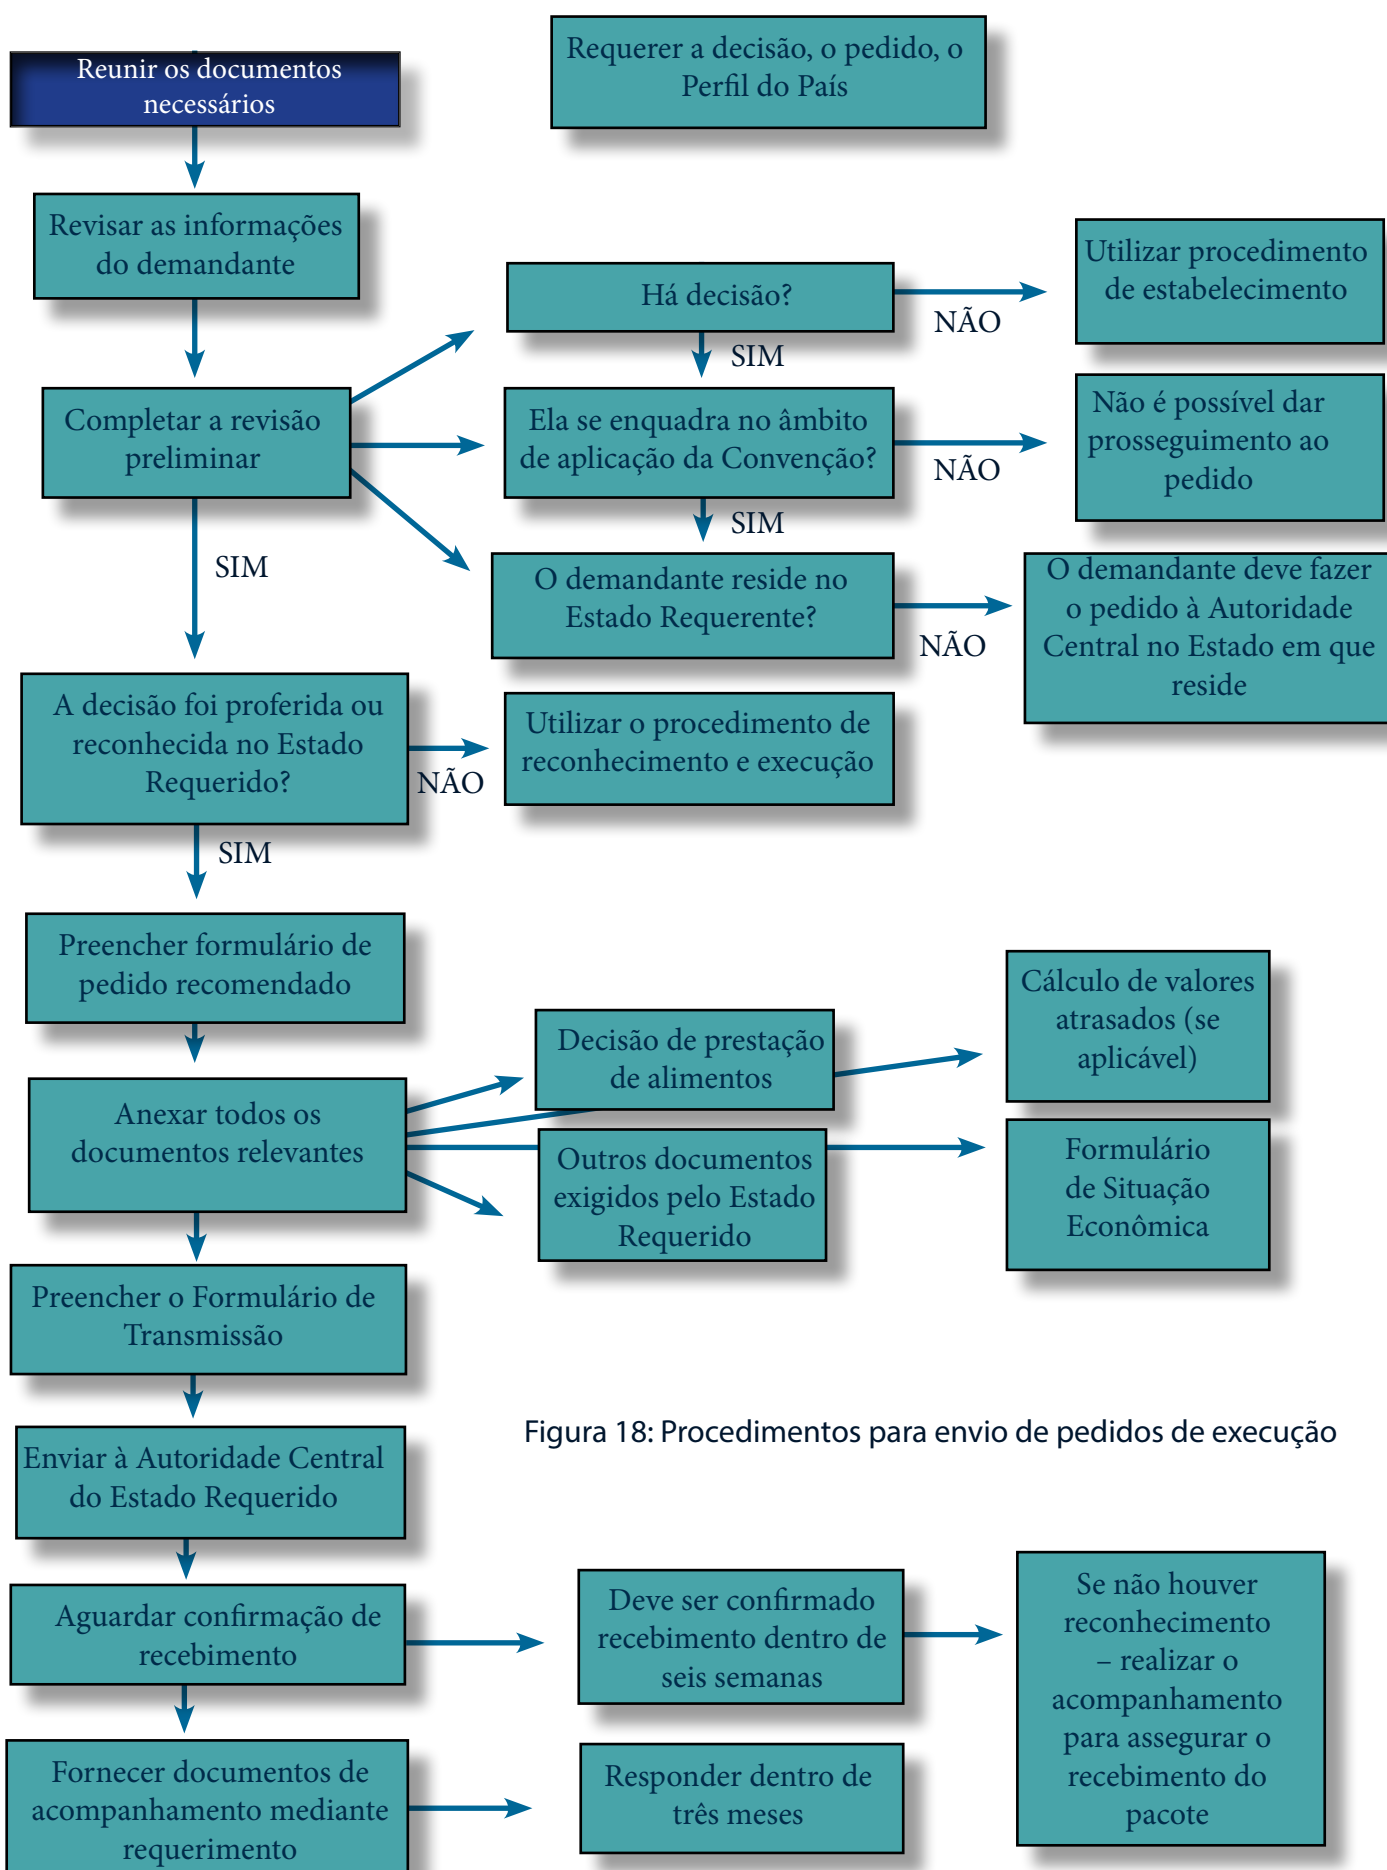 Reunir os documentos
necessários
Requerer a decisão, o pedido, o
Perfil do País
Revisar as informações
do demandante
Há decisão?
NÃO
Utilizar procedimento
de estabelecimento
SIM
Completar a revisão
preliminar
Ela se enquadra no âmbito
de aplicação da Convenção?
NÃO
Não é possível dar
prosseguimento ao
pedido
SIM
SIM
O demandante reside no
Estado Requerente?
NÃO
O demandante deve fazer
o pedido à Autoridade
Central no Estado em que
reside
A decisão foi proferida ou
reconhecida no Estado
Requerido?
NÃO
Utilizar o procedimento de
reconhecimento e execução
SIM
Preencher formulário de
pedido recomendado
Anexar todos os
documentos relevantes
Decisão de prestação
de alimentos
Cálculo de valores
atrasados (se
aplicável)
Outros documentos
exigidos pelo Estado
Requerido
Formulário
de Situação
Econômica
Preencher o Formulário de
Transmissão
Figura 18: Procedimentos para envio de pedidos de execução
Enviar à Autoridade Central
do Estado Requerido
Aguardar confirmação de
recebimento
Deve ser confirmado
recebimento dentro de
seis semanas
Se não houver
reconhecimento
– realizar o
acompanhamento
para assegurar o
recebimento do
pacote
Fornecer documentos de
acompanhamento mediante
requerimento
Responder dentro de
três meses